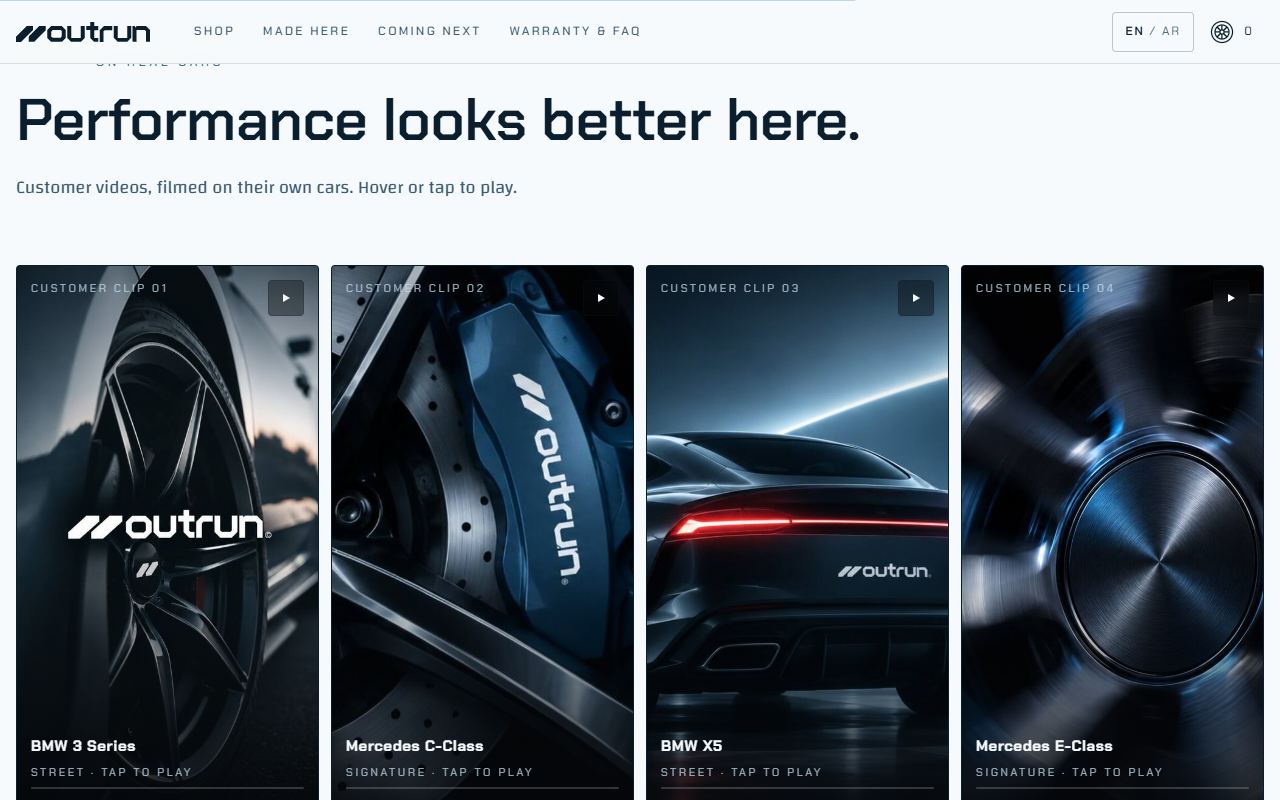 outrun
SHOP
MADE HERE
COMING NEXT
WARRANTY & FAQ
EN / AR
0
ON REAL CARS
Performance looks better here.
Customer videos, filmed on their own cars. Hover or tap to play.
CUSTOMER CLIP 01
outrun©
BMW 3 Series
STREET · TAP TO PLAY
CUSTOMER CLIP 02
outrun®
Mercedes C-Class
SIGNATURE · TAP TO PLAY
CUSTOMER CLIP 03
outrun
BMW X5
STREET · TAP TO PLAY
CUSTOMER CLIP 04
Mercedes E-Class
SIGNATURE · TAP TO PLAY